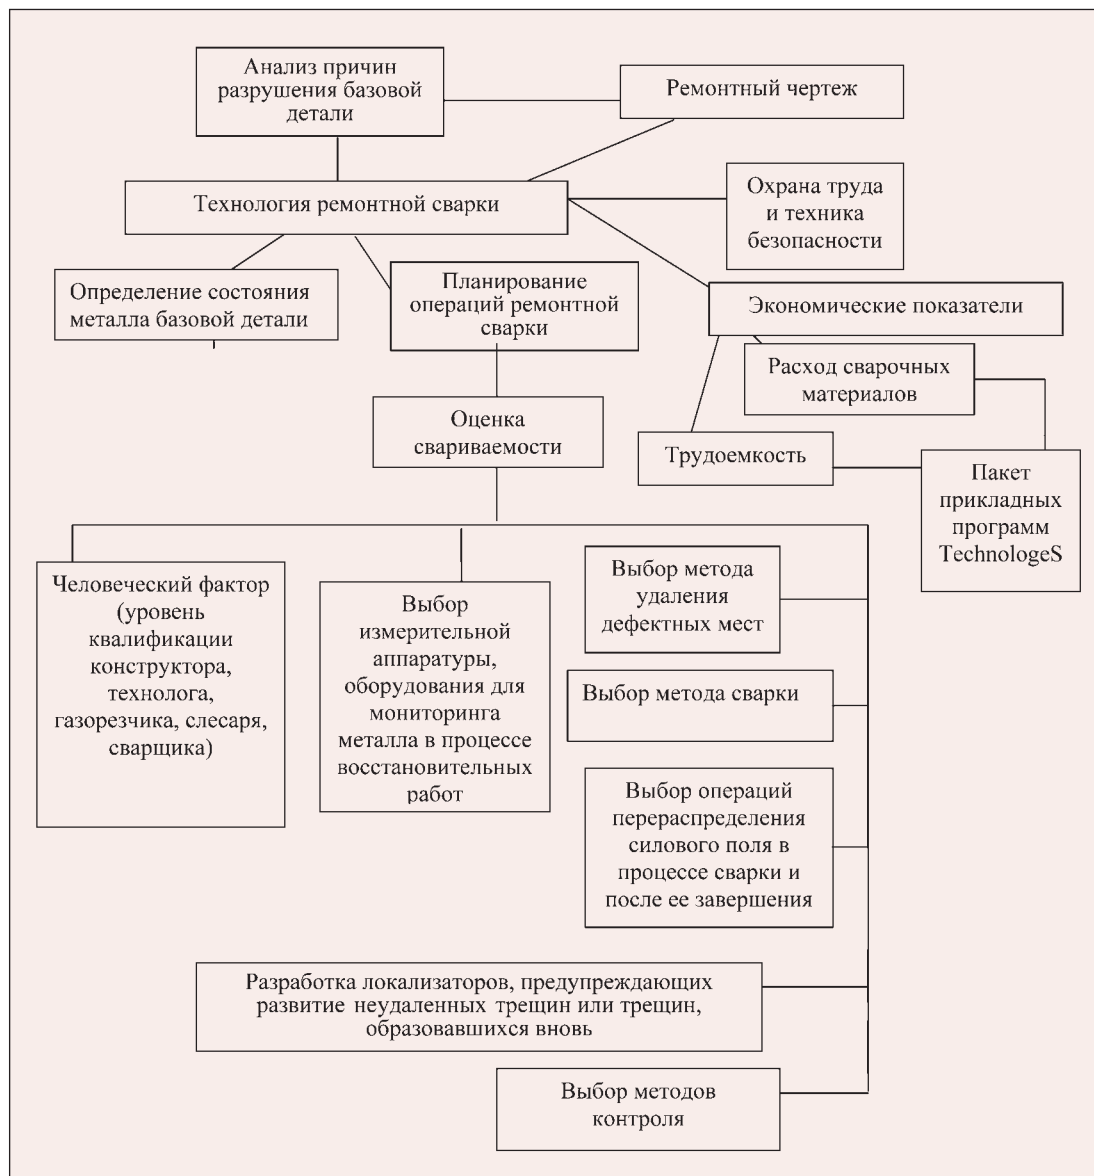 Анализ причин
разрушения базовой
детали
Ремонтный чертеж
Технология ремонтной сварки
Охрана труда
и техника
безопасности
Определение состояния
металла базовой детали
Планирование
операций ремонтной
сварки
Экономические показатели
Расход сварочных
материалов
Оценка
свариваемости
Трудоемкость
Пакет
прикладных
программ
TechnologeS
Человеческий фактор
(уровень
квалификации
конструктора,
технолога,
газорезчика, слесаря,
сварщика)
Выбор
измерительной
аппаратуры,
оборудования для
мониторинга
металла в процессе
восстановительных
работ
Выбор метода
удаления
дефектных мест
Выбор метода сварки
Выбор операций
перераспределения
силового поля в
процессе сварки и
после ее завершения
Разработка локализаторов, предупреждающих
развитие неудаленных трещин или трещин,
образовавшихся вновь
Выбор методов
контроля